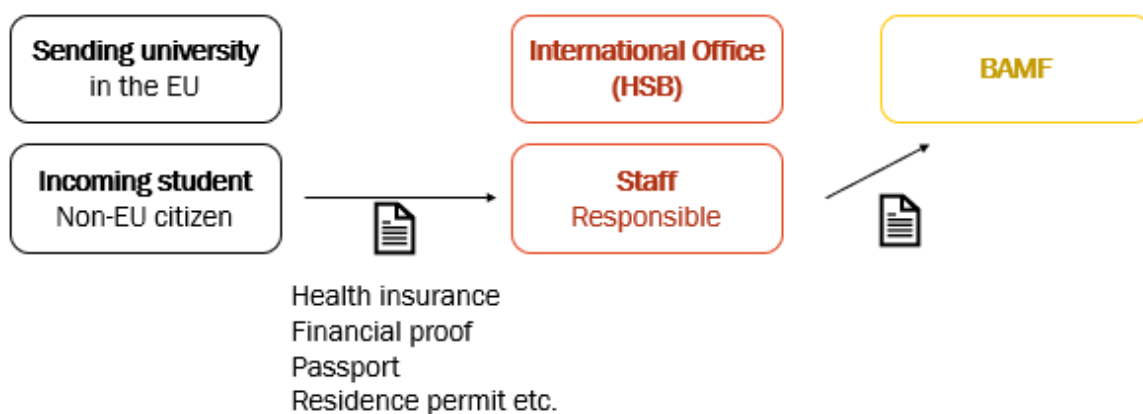 Sending university
in the EU
International Office
(HSB)
BAMF
Incoming student
Non-EU citizen
Staff
Responsible
Health insurance
Financial proof
Passport
Residence permit etc.